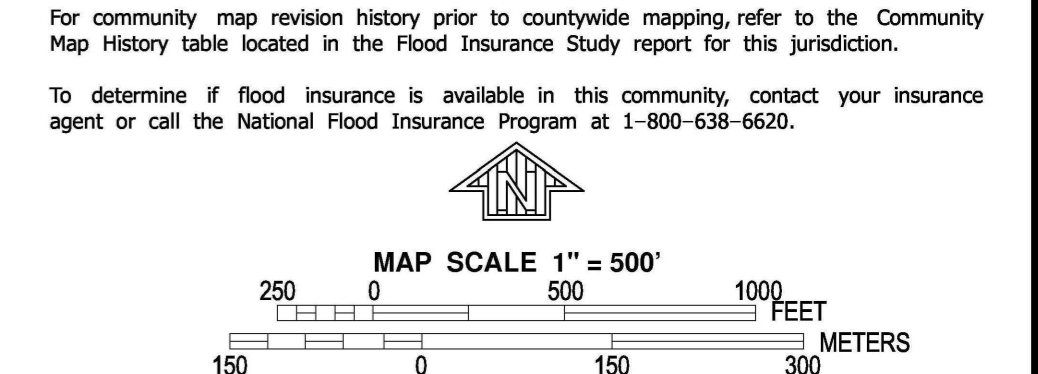 For community map revision history prior to countywide mapping, refer to the Community
Map History table located in the Flood Insurance Study report for this jurisdiction.
To determine if flood insurance is available in this community, contact your insurance
agent or call the National Flood Insurance Program at 1-800-638-6620.
N
MAP SCALE 1" = 500'
250 0 500 1000
FEET
METERS
150 0 150 300